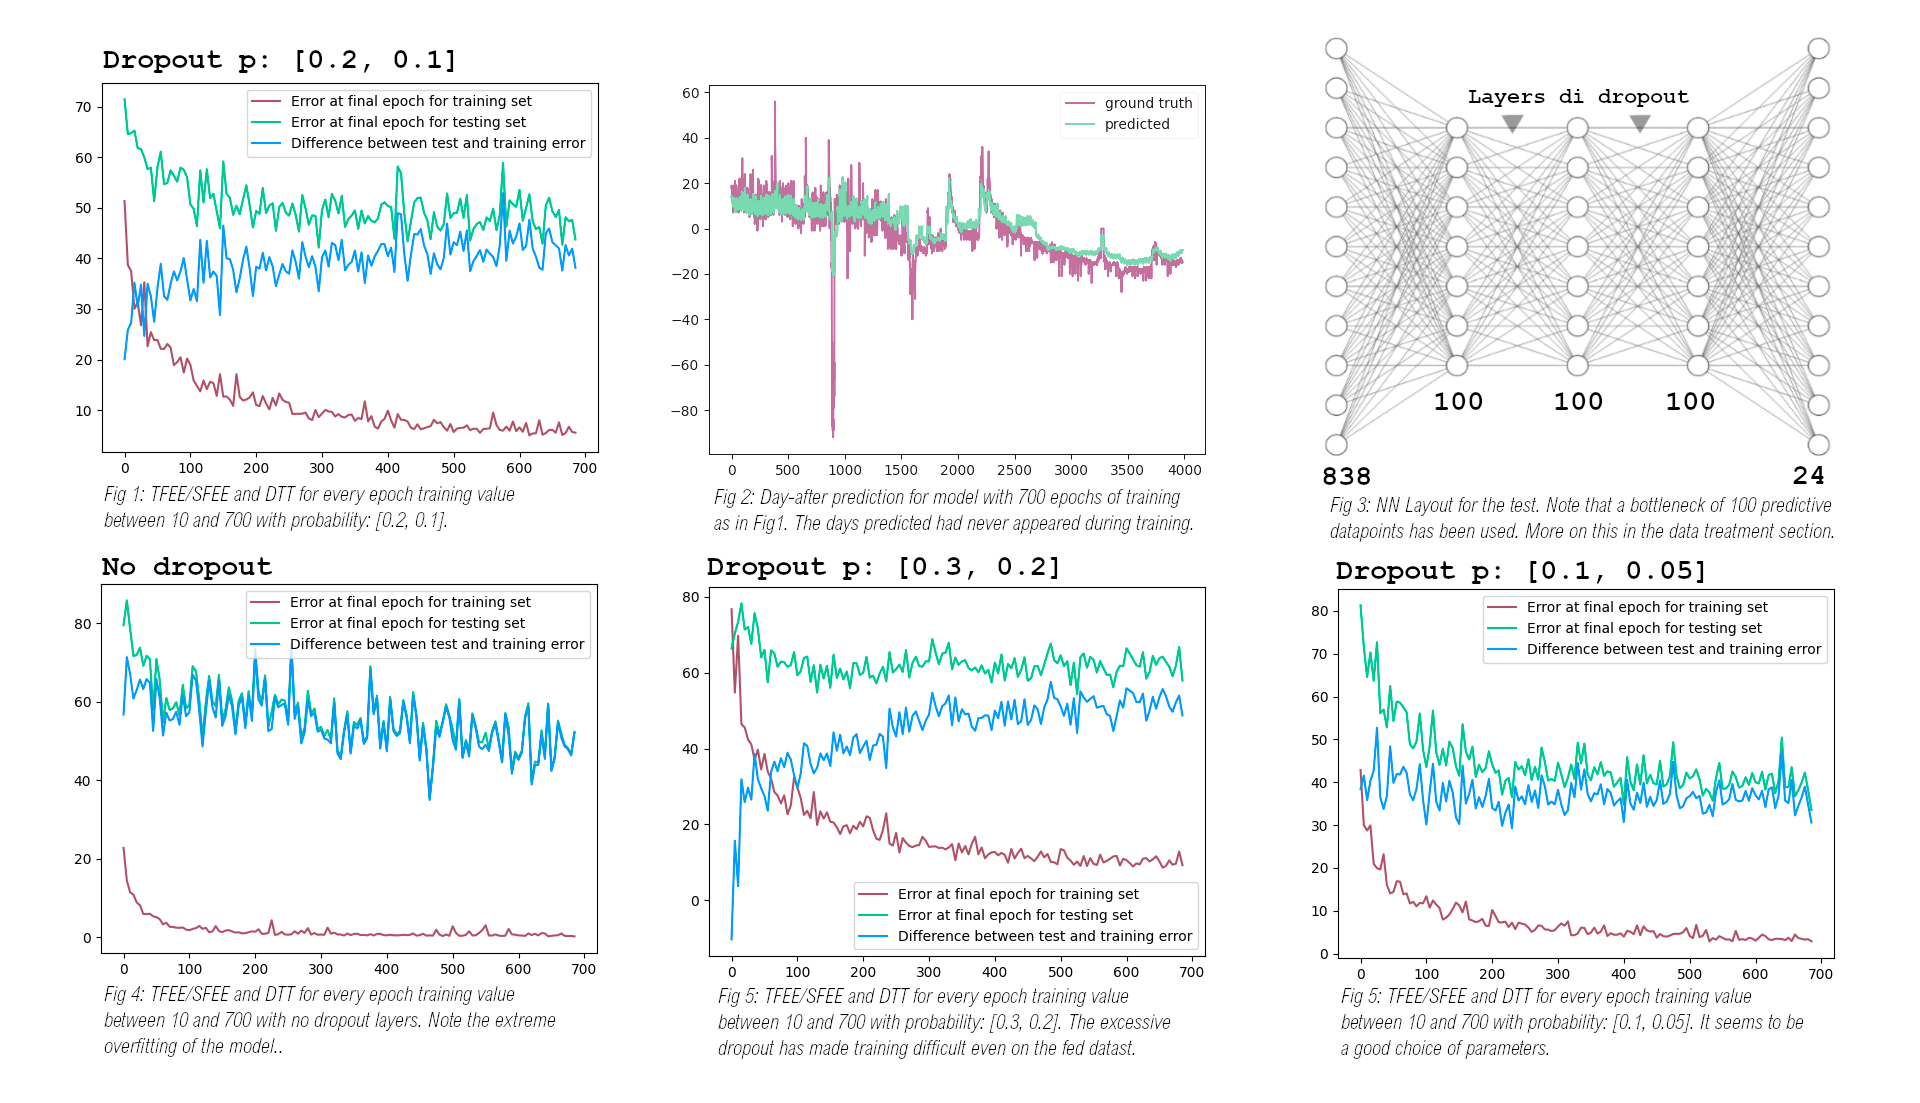 Dropout p: [0.2, 0.1]
70
60
50
40
30
20
10
Error at final epoch for training set
Error at final epoch for testing set
Difference between test and training error
0 100 200 300 400 500 600 700
Fig 1: TFEE/SFEE and DTT for every epoch training value
between 10 and 700 with probability: [0.2, 0.1].
60
40
20
0
−20
−40
−60
−80
ground truth
predicted
0 500 1000 1500 2000 2500 3000 3500 4000
Fig 2: Day-after prediction for model with 700 epochs of training
as in Fig1. The days predicted had never appeared during training.
Layers di dropout
100 100 100
838 24
Fig 3: NN Layout for the test. Note that a bottleneck of 100 predictive
datapoints has been used. More on this in the data treatment section.
No dropout
80
60
40
20
0
Error at final epoch for training set
Error at final epoch for testing set
Difference between test and training error
0 100 200 300 400 500 600 700
Fig 4: TFEE/SFEE and DTT for every epoch training value
between 10 and 700 with no dropout layers. Note the extreme
overfitting of the model..
Dropout p: [0.3, 0.2]
80
60
40
20
0
Error at final epoch for training set
Error at final epoch for testing set
Difference between test and training error
0 100 200 300 400 500 600 700
Fig 5: TFEE/SFEE and DTT for every epoch training value
between 10 and 700 with probability: [0.3, 0.2]. The excessive
dropout has made training difficult even on the fed datast.
Dropout p: [0.1, 0.05]
80
70
60
50
40
30
20
10
0
Error at final epoch for training set
Error at final epoch for testing set
Difference between test and training error
0 100 200 300 400 500 600 700
Fig 5: TFEE/SFEE and DTT for every epoch training value
between 10 and 700 with probability: [0.1, 0.05]. It seems to be
a good choice of parameters.